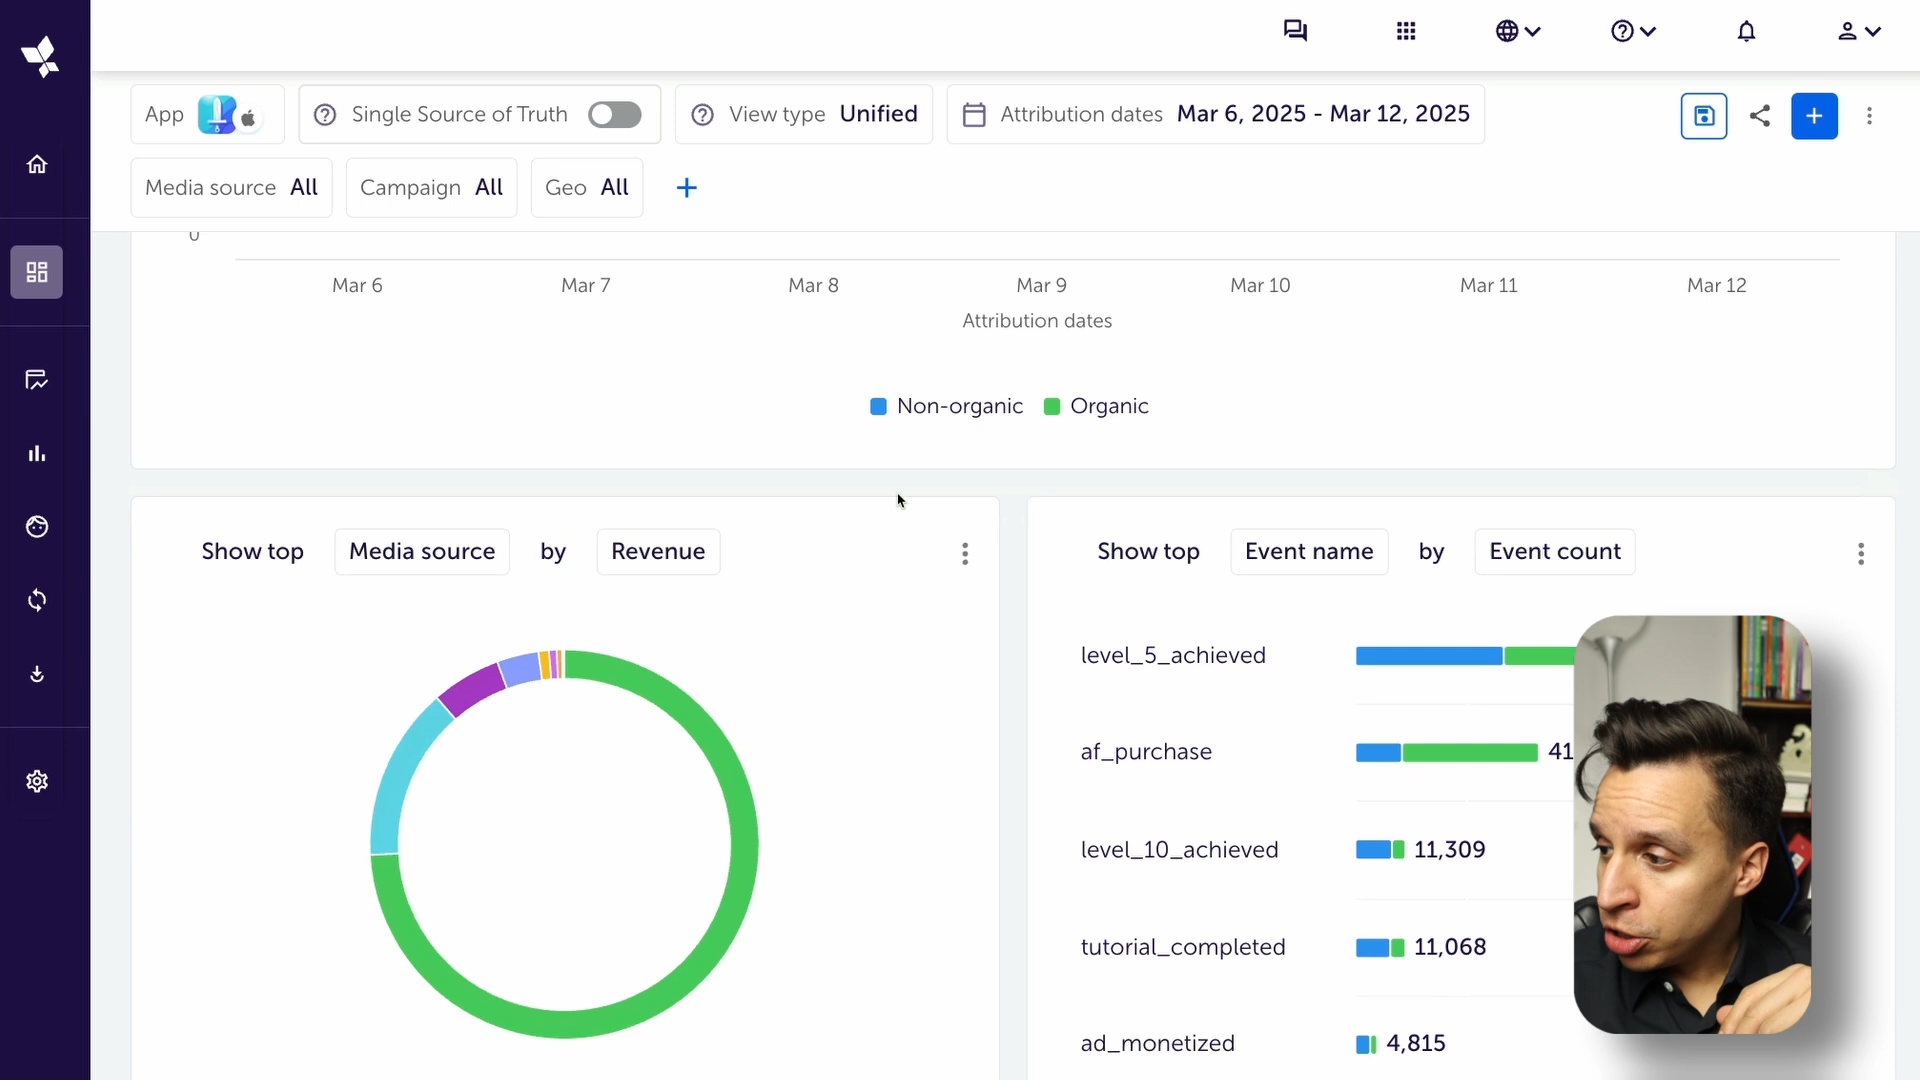 App
Single Source of Truth
View type Unified
Attribution dates Mar 6, 2025 - Mar 12, 2025
Media source All
Campaign All
Geo All
0
Mar 6 Mar 7 Mar 8 Mar 9 Mar 10 Mar 11 Mar 12
Attribution dates
Non-organic Organic
Show top Media source by Revenue
Show top Event name by Event count
level_5_achieved
af_purchase 41
level_10_achieved 11,309
tutorial_completed 11,068
ad_monetized 4,815